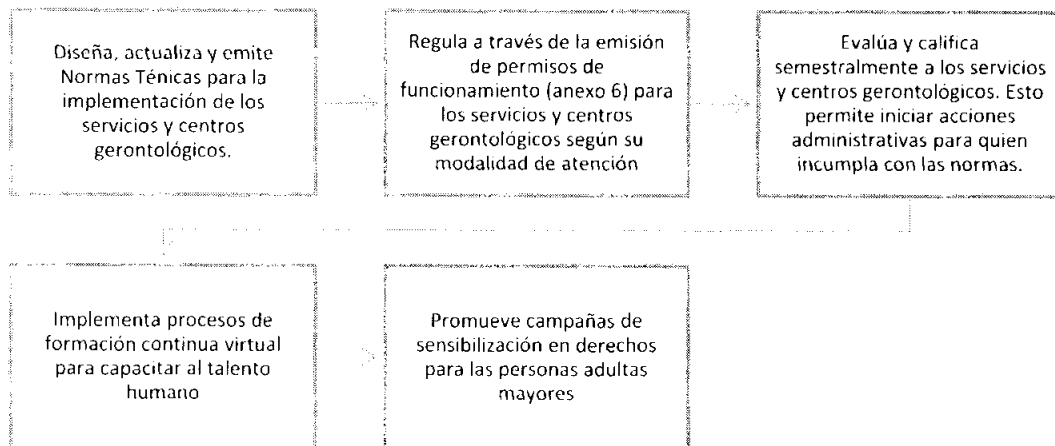 Diseña, actualiza y emite
Normas Ténicas para la
implementación de los
servicios y centros
gerontológicos.
Regula a través de la emisión
de permisos de
funcionamiento (anexo 6) para
los servicios y centros
gerontológicos según su
modalidad de atención
Evalúa y califica
semestralmente a los servicios
y centros gerontológicos. Esto
permite iniciar acciones
administrativas para quien
incumpla con las normas.
Implementa procesos de
formación continua virtual
para capacitar al talento
humano
Promueve campañas de
sensibilización en derechos
para las personas adultas
mayores